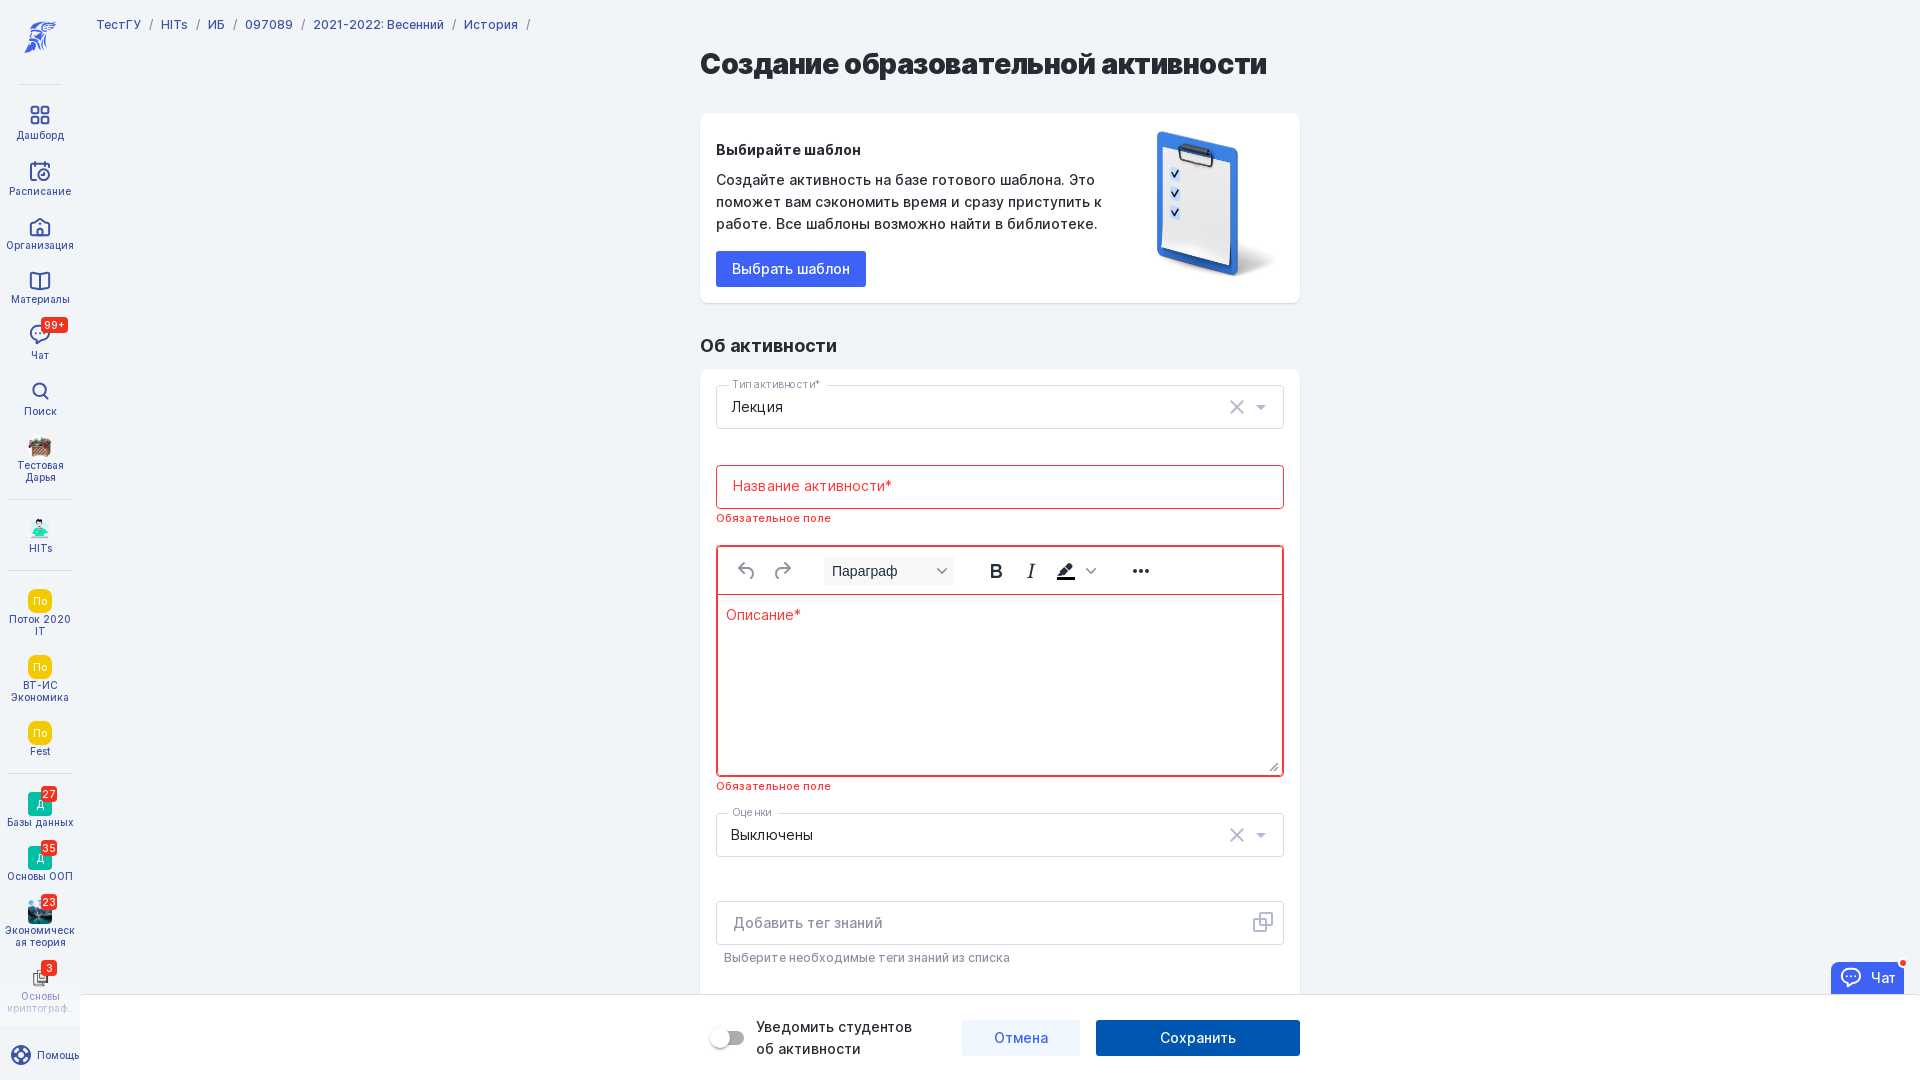 ТестГУ / HITs / ИБ / 097089 / 2021-2022: Весенний / История /
Создание образовательной активности
Дашборд
Расписание
Организация
Материалы
99+
Чат
Поиск
Тестовая
Дарья
HITs
По
Поток 2020
IT
По
ВТ-ИС
Экономика
По
Fest
27
Д
Базы данных
35
Д
Основы ООП
23
Экономическ
ая теория
3
Основы
криптограф...
Помощь
Выбирайте шаблон
Создайте активность на базе готового шаблона. Это
поможет вам сэкономить время и сразу приступить к
работе. Все шаблоны возможно найти в библиотеке.
Выбрать шаблон
Об активности
Тип активности*
Лекция
Название активности*
Обязательное поле
Параграф
Описание*
Обязательное поле
Оценки
Выключены
Добавить тег знаний
Выберите необходимые теги знаний из списка
Чат
Уведомить студентов
об активности
Отмена
Сохранить